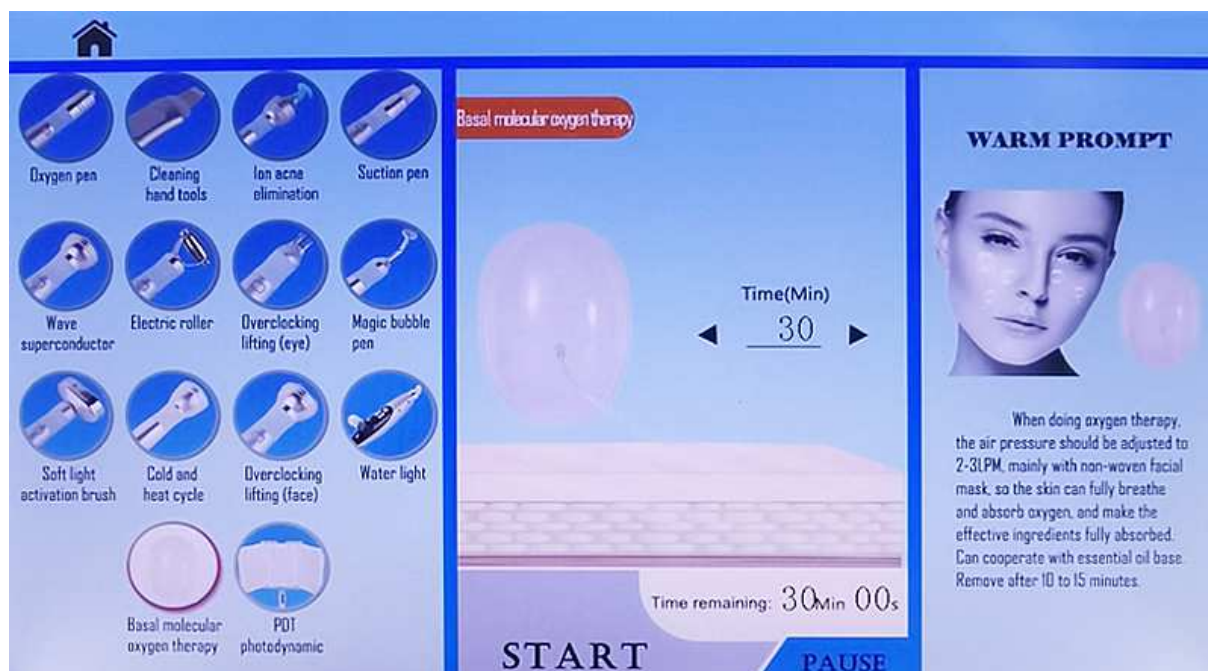 Oxygen pen
Cleaning
hand tools
Ion acne
elimination
Suction pen
Wave
superconductor
Electric roller
Overclocking
lifting (eye)
Magic bubble
pen
Soft light
activation brush
Cold and
heat cycle
Overclocking
lifting (face)
Water light
Basal molecular
oxygen therapy
PDT
photodynamic
Basal molecular oxygen therapy
Time(Min)
30
Time remaining: 30Min 00s
START
PAUSE
WARM PROMPT
When doing oxygen therapy,
the air pressure should be adjusted to
2-3LPM, mainly with non-woven facial
mask, so the skin can fully breathe
and absorb oxygen, and make the
effective ingredients fully absorbed.
Can cooperate with essential oil base.
Remove after 10 to 15 minutes.